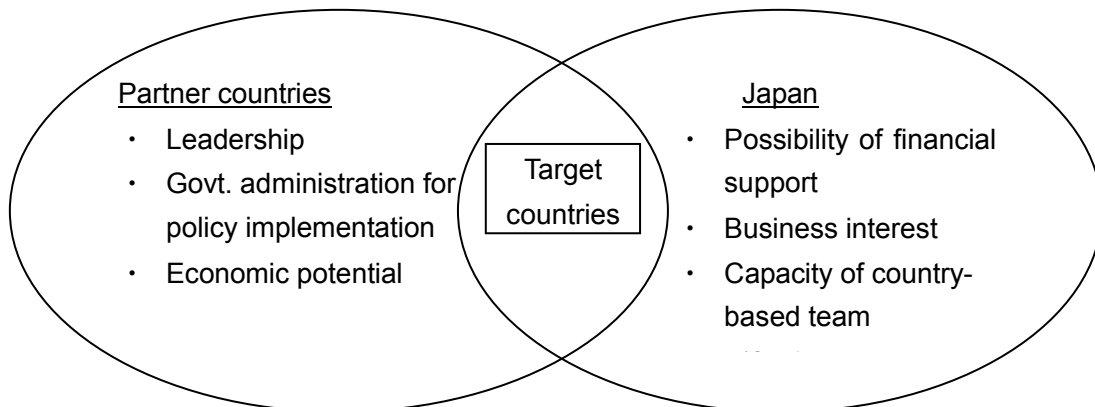 Partner countries
・ Leadership
・ Govt. administration for
policy implementation
・ Economic potential
Target
countries
Japan
・ Possibility of financial
support
・ Business interest
・ Capacity of country-
based team